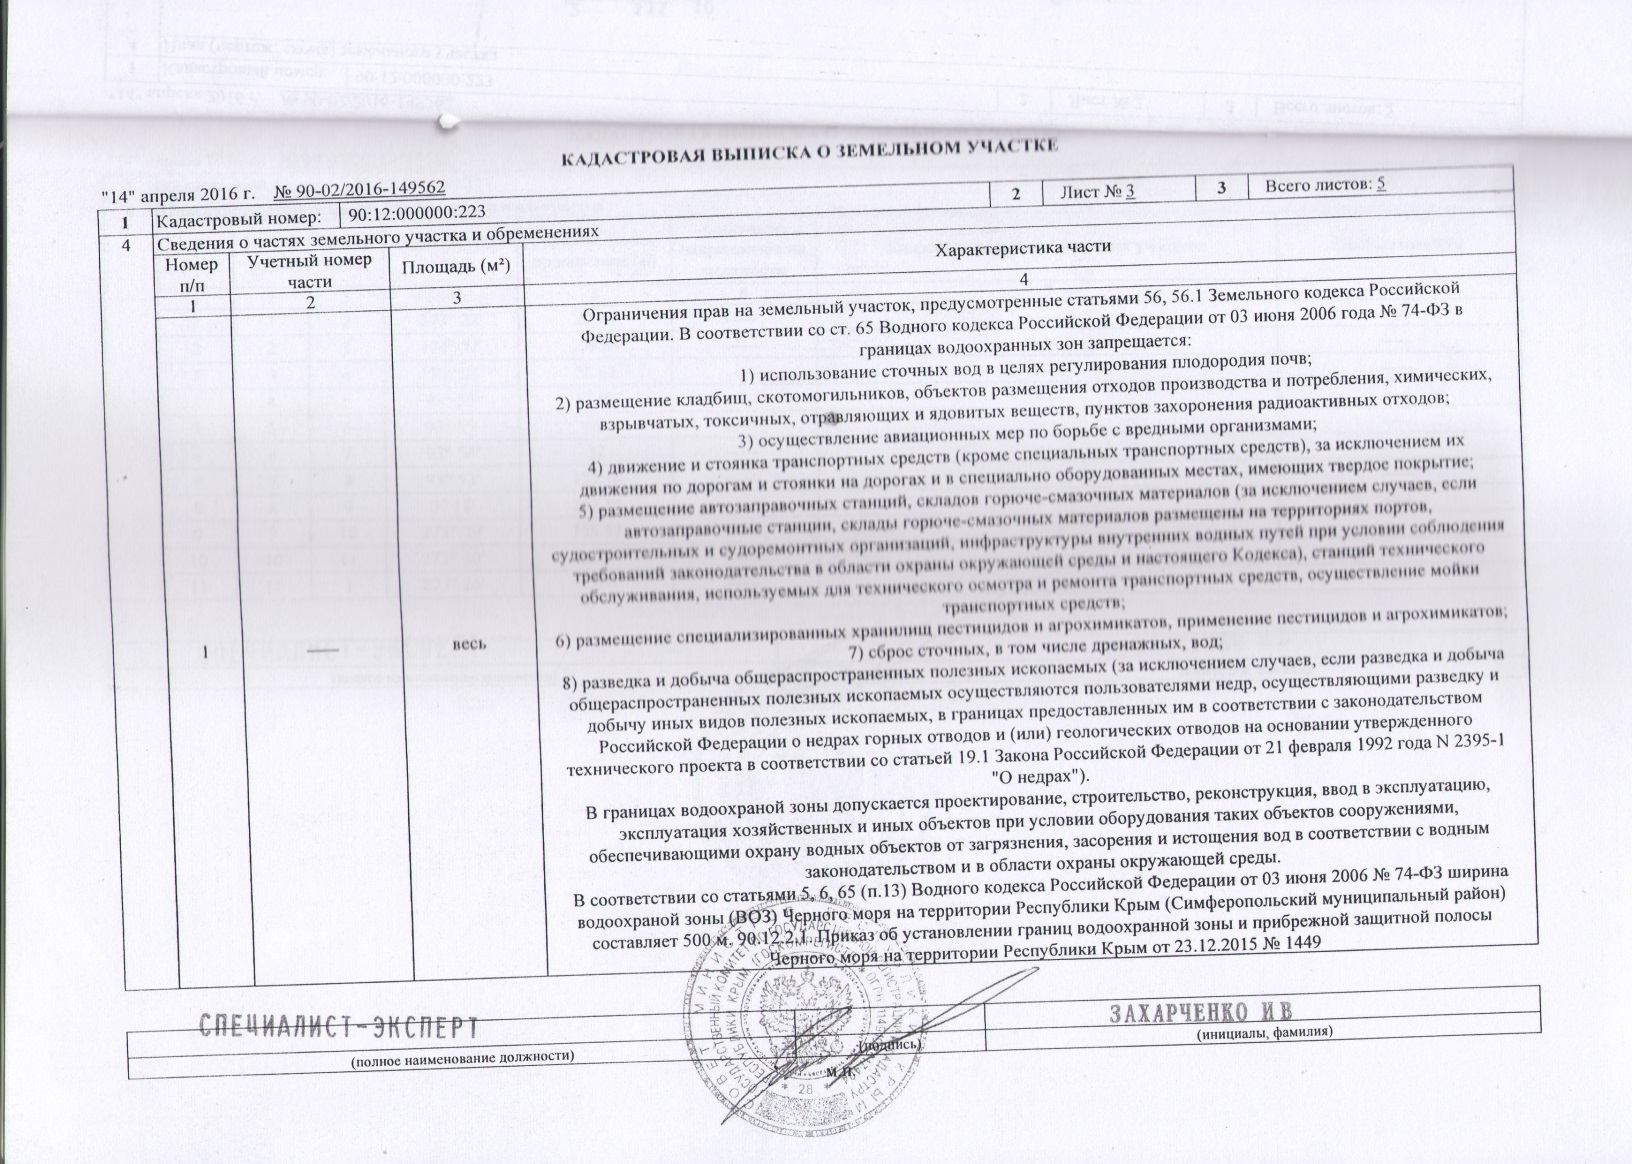 КАДАСТРОВАЯ ВЫПИСКА О ЗЕМЕЛЬНОМ УЧАСТКЕ
"14" апреля 2016 г. № 90-02/2016-149562
1 Кадастровый номер: 90:12:000000:223 2 Лист № 3 3 Всего листов: 5
4 Сведения о частях земельного участка и обременениях
Номер п/п Учетный номер части Площадь (м²) Характеристика части
1 2 3 4
1 —— весь
Ограничения прав на земельный участок, предусмотренные статьями 56, 56.1 Земельного кодекса Российской
Федерации. В соответствии со ст. 65 Водного кодекса Российской Федерации от 03 июня 2006 года № 74-ФЗ в
границах водоохранных зон запрещается:
1) использование сточных вод в целях регулирования плодородия почв;
2) размещение кладбищ, скотомогильников, объектов размещения отходов производства и потребления, химических,
взрывчатых, токсичных, отравляющих и ядовитых веществ, пунктов захоронения радиоактивных отходов;
3) осуществление авиационных мер по борьбе с вредными организмами;
4) движение и стоянка транспортных средств (кроме специальных транспортных средств), за исключением их
движения по дорогам и стоянки на дорогах и в специально оборудованных местах, имеющих твердое покрытие;
5) размещение автозаправочных станций, складов горюче-смазочных материалов (за исключением случаев, если
автозаправочные станции, склады горюче-смазочных материалов размещены на территориях портов,
судостроительных и судоремонтных организаций, инфраструктуры внутренних водных путей при условии соблюдения
требований законодательства в области охраны окружающей среды и настоящего Кодекса), станций технического
обслуживания, используемых для технического осмотра и ремонта транспортных средств, осуществление мойки
транспортных средств;
6) размещение специализированных хранилищ пестицидов и агрохимикатов, применение пестицидов и агрохимикатов;
7) сброс сточных, в том числе дренажных, вод;
8) разведка и добыча общераспространенных полезных ископаемых (за исключением случаев, если разведка и добыча
общераспространенных полезных ископаемых осуществляются пользователями недр, осуществляющими разведку и
добычу иных видов полезных ископаемых, в границах предоставленных им в соответствии с законодательством
Российской Федерации о недрах горных отводов и (или) геологических отводов на основании утвержденного
технического проекта в соответствии со статьей 19.1 Закона Российской Федерации от 21 февраля 1992 года N 2395-1
"О недрах").
В границах водоохраной зоны допускается проектирование, строительство, реконструкция, ввод в эксплуатацию,
эксплуатация хозяйственных и иных объектов при условии оборудования таких объектов сооружениями,
обеспечивающими охрану водных объектов от загрязнения, засорения и истощения вод в соответствии с водным
законодательством и в области охраны окружающей среды.
В соответствии со статьями 5, 6, 65 (п.13) Водного кодекса Российской Федерации от 03 июня 2006 № 74-ФЗ ширина
водоохраной зоны (ВОЗ) Черного моря на территории Республики Крым (Симферопольский муниципальный район)
составляет 500 м. 90.12.2.1. Приказ об установлении границ водоохранной зоны и прибрежной защитной полосы
Черного моря на территории Республики Крым от 23.12.2015 № 1449
СПЕЦИАЛИСТ-ЭКСПЕРТ ЗАХАРЧЕНКО И В
(полное наименование должности) (подпись) (инициалы, фамилия)
М.П.
* 28 *